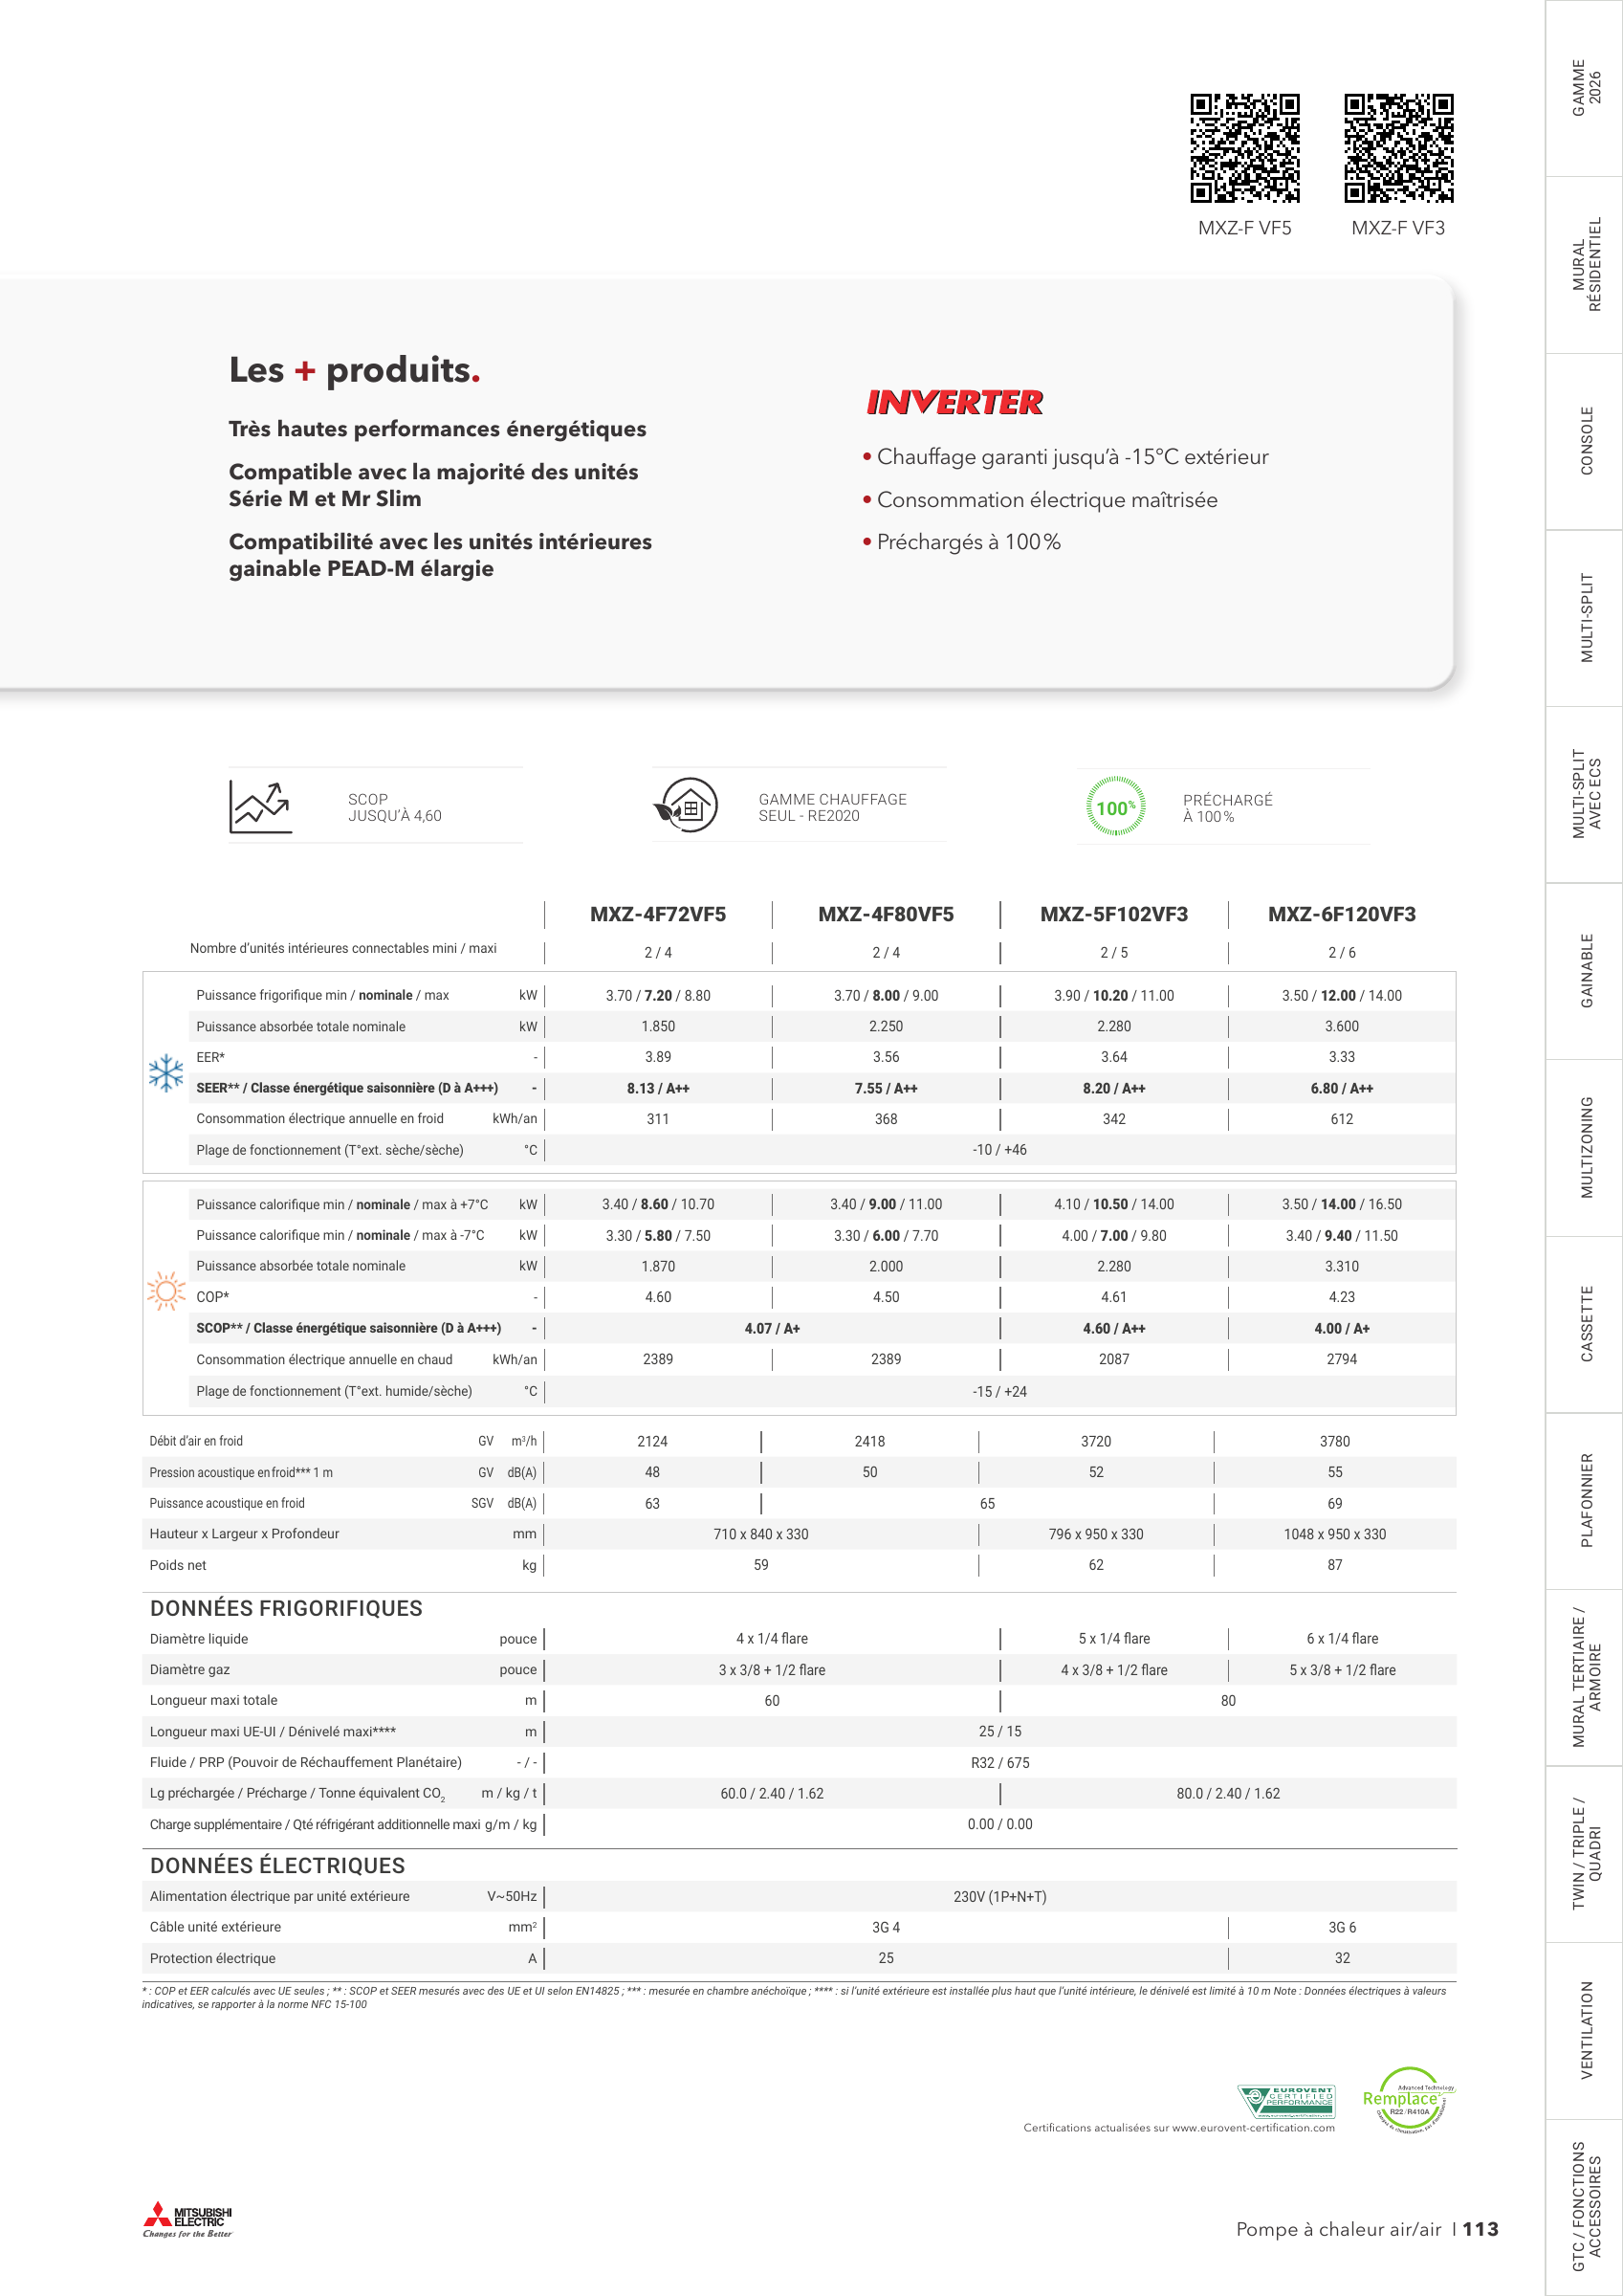 MXZ-F VF5 MXZ-F VF3
Les + produits.
Très hautes performances énergétiques
Compatible avec la majorité des unités
Série M et Mr Slim
Compatibilité avec les unités intérieures
gainable PEAD-M élargie
INVERTER
• Chauffage garanti jusqu’à -15°C extérieur
• Consommation électrique maîtrisée
• Préchargés à 100 %
SCOP
JUSQU’À 4,60
GAMME CHAUFFAGE
SEUL - RE2020
100%
PRÉCHARGÉ
À 100 %
MXZ-4F72VF5 MXZ-4F80VF5 MXZ-5F102VF3 MXZ-6F120VF3
Nombre d’unités intérieures connectables mini / maxi 2 / 4 2 / 4 2 / 5 2 / 6
Puissance frigorifique min / nominale / max kW 3.70 / 7.20 / 8.80 3.70 / 8.00 / 9.00 3.90 / 10.20 / 11.00 3.50 / 12.00 / 14.00
Puissance absorbée totale nominale kW 1.850 2.250 2.280 3.600
EER* - 3.89 3.56 3.64 3.33
SEER** / Classe énergétique saisonnière (D à A+++) - 8.13 / A++ 7.55 / A++ 8.20 / A++ 6.80 / A++
Consommation électrique annuelle en froid kWh/an 311 368 342 612
Plage de fonctionnement (T°ext. sèche/sèche) °C -10 / +46
Puissance calorifique min / nominale / max à +7°C kW 3.40 / 8.60 / 10.70 3.40 / 9.00 / 11.00 4.10 / 10.50 / 14.00 3.50 / 14.00 / 16.50
Puissance calorifique min / nominale / max à -7°C kW 3.30 / 5.80 / 7.50 3.30 / 6.00 / 7.70 4.00 / 7.00 / 9.80 3.40 / 9.40 / 11.50
Puissance absorbée totale nominale kW 1.870 2.000 2.280 3.310
COP* - 4.60 4.50 4.61 4.23
SCOP** / Classe énergétique saisonnière (D à A+++) - 4.07 / A+ 4.60 / A++ 4.00 / A+
Consommation électrique annuelle en chaud kWh/an 2389 2389 2087 2794
Plage de fonctionnement (T°ext. humide/sèche) °C -15 / +24
Débit d’air en froid GV m³/h 2124 2418 3720 3780
Pression acoustique en froid*** 1 m GV dB(A) 48 50 52 55
Puissance acoustique en froid SGV dB(A) 63 65 69
Hauteur x Largeur x Profondeur mm 710 x 840 x 330 796 x 950 x 330 1048 x 950 x 330
Poids net kg 59 62 87
DONNÉES FRIGORIFIQUES
Diamètre liquide pouce 4 x 1/4 flare 5 x 1/4 flare 6 x 1/4 flare
Diamètre gaz pouce 3 x 3/8 + 1/2 flare 4 x 3/8 + 1/2 flare 5 x 3/8 + 1/2 flare
Longueur maxi totale m 60 80
Longueur maxi UE-UI / Dénivelé maxi**** m 25 / 15
Fluide / PRP (Pouvoir de Réchauffement Planétaire) - / - R32 / 675
Lg préchargée / Précharge / Tonne équivalent CO₂ m / kg / t 60.0 / 2.40 / 1.62 80.0 / 2.40 / 1.62
Charge supplémentaire / Qté réfrigérant additionnelle maxi g/m / kg 0.00 / 0.00
DONNÉES ÉLECTRIQUES
Alimentation électrique par unité extérieure V~50Hz 230V (1P+N+T)
Câble unité extérieure mm² 3G 4 3G 6
Protection électrique A 25 32
* : COP et EER calculés avec UE seules ; ** : SCOP et SEER mesurés avec des UE et UI selon EN14825 ; *** : mesurée en chambre anéchoïque ; **** : si l’unité extérieure est installée plus haut que l’unité intérieure, le dénivelé est limité à 10 m Note : Données électriques à valeurs
indicatives, se rapporter à la norme NFC 15-100
EUROVENT
CERTIFIED
PERFORMANCE
Certifications actualisées sur www.eurovent-certification.com
Advanced Technology
Remplace
R22 / R410A
MITSUBISHI
ELECTRIC
Changes for the Better
Pompe à chaleur air/air | 113
GAMME
2026
MURAL
RÉSIDENTIEL
CONSOLE
MULTI-SPLIT
MULTI-SPLIT
AVEC ECS
GAINABLE
MULTIZONING
CASSETTE
PLAFONNIER
MURAL TERTIAIRE /
ARMOIRE
TWIN / TRIPLE /
QUADRI
VENTILATION
GTC / FONCTIONS
ACCESSOIRES